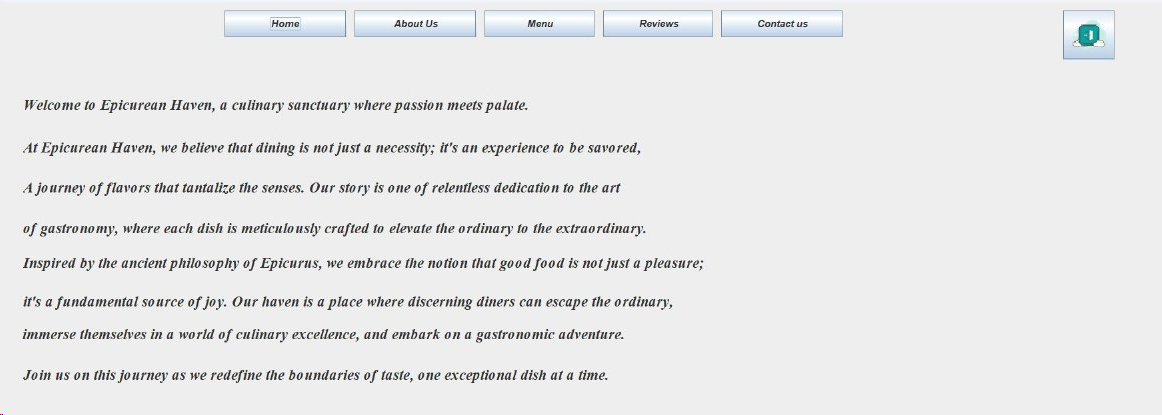 Home
About Us
Menu
Reviews
Contact us
Welcome to Epicurean Haven, a culinary sanctuary where passion meets palate.
At Epicurean Haven, we believe that dining is not just a necessity; it's an experience to be savored,
A journey of flavors that tantalize the senses. Our story is one of relentless dedication to the art
of gastronomy, where each dish is meticulously crafted to elevate the ordinary to the extraordinary.
Inspired by the ancient philosophy of Epicurus, we embrace the notion that good food is not just a pleasure;
it's a fundamental source of joy. Our haven is a place where discerning diners can escape the ordinary,
immerse themselves in a world of culinary excellence, and embark on a gastronomic adventure.
Join us on this journey as we redefine the boundaries of taste, one exceptional dish at a time.